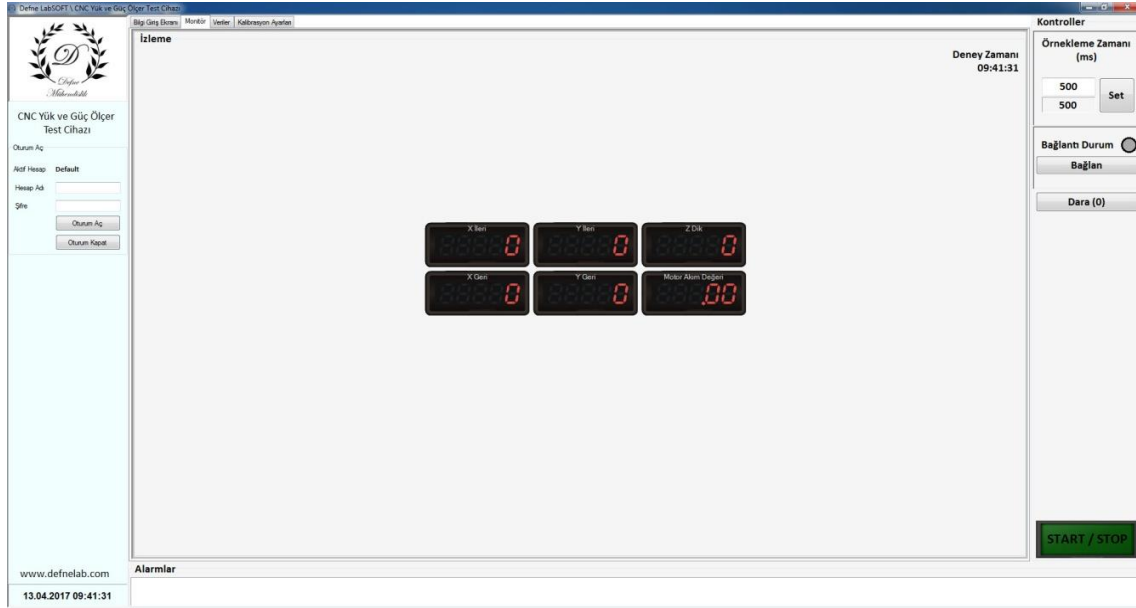 Defne LabSOFT \ CNC Yük ve Güç Ölçer Test Cihazı
Defne
Mühendislik
CNC Yük ve Güç Ölçer
Test Cihazı
Oturum Aç
Aktif Hesap Default
Hesap Adı
Şifre
Oturum Aç
Oturum Kapat
www.defnelab.com
13.04.2017 09:41:31
Bilgi Giriş Ekranı Monitör Veriler Kalibrasyon Ayarları
İzleme
Deney Zamanı
09:41:31
X İleri Y İleri Z Dik
0 0 0
X Geri Y Geri Motor Akım Değeri
0 0 .00
Alarmlar
Kontroller
Örnekleme Zamanı
(ms)
500
Set
500
Bağlantı Durum
Bağlan
Dara (0)
START / STOP